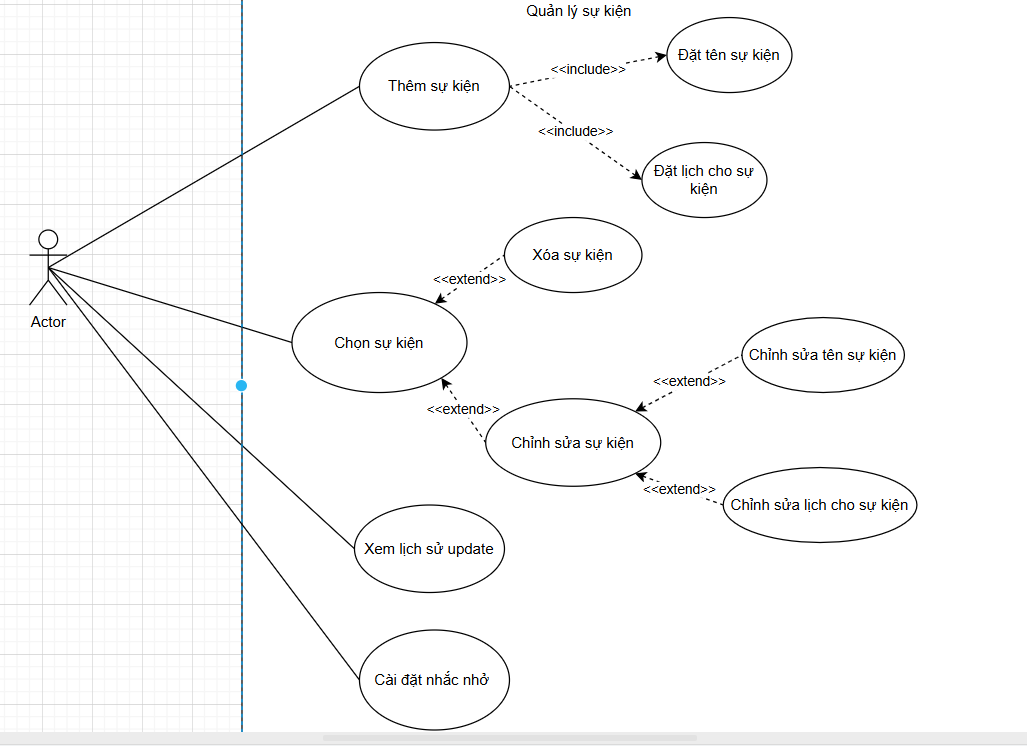 Quản lý sự kiện
Đặt tên sự kiện
<<include>>
Thêm sự kiện
<<include>>
Đặt lịch cho sự
kiện
Xóa sự kiện
<<extend>>
Actor
Chọn sự kiện
Chỉnh sửa tên sự kiện
<<extend>>
<<extend>>
Chỉnh sửa sự kiện
<<extend>>
Chỉnh sửa lịch cho sự kiện
Xem lịch sử update
Cài đặt nhắc nhở